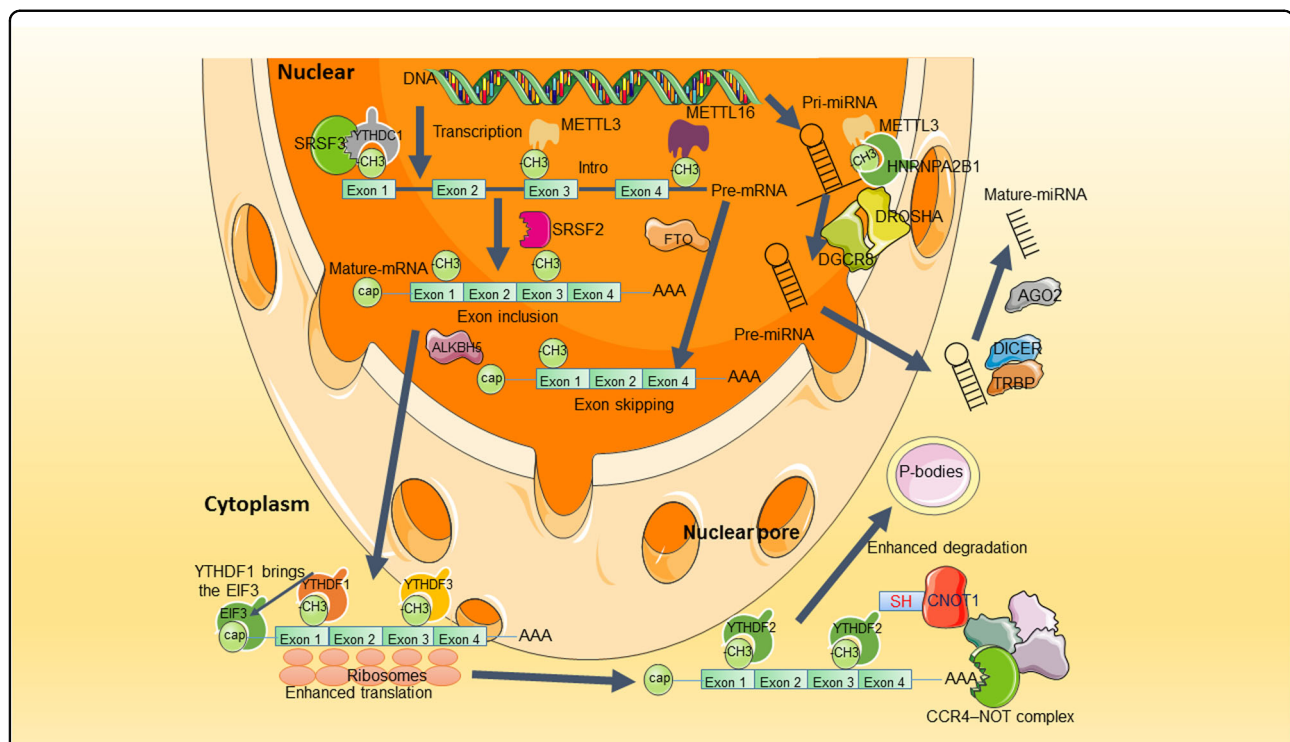 Nuclear
DNA
Pri-miRNA
METTL16
METTL3
METTL3
Transcription
SRSF3
YTHDC1
-CH3
-CH3
-CH3
-CH3
HNRNPA2B1
Intro
Exon 1
Exon 2
Exon 3
Exon 4
Pre-mRNA
Mature-miRNA
DROSHA
SRSF2
FTO
DGCR8
Mature-mRNA
-CH3
-CH3
cap
Exon 1
Exon 2
Exon 3
Exon 4
AAA
Exon inclusion
AGO2
Pre-miRNA
ALKBH5
-CH3
DICER
TRBP
cap
Exon 1
Exon 2
Exon 4
AAA
Exon skipping
P-bodies
Cytoplasm
Nuclear pore
Enhanced degradation
YTHDF1 brings
the EIF3
YTHDF1
YTHDF3
EIF3
-CH3
-CH3
cap
Exon 1
Exon 2
Exon 3
Exon 4
AAA
Ribosomes
Enhanced translation
SH
CNOT1
YTHDF2
YTHDF2
-CH3
-CH3
cap
Exon 1
Exon 2
Exon 3
Exon 4
AAA
CCR4–NOT complex